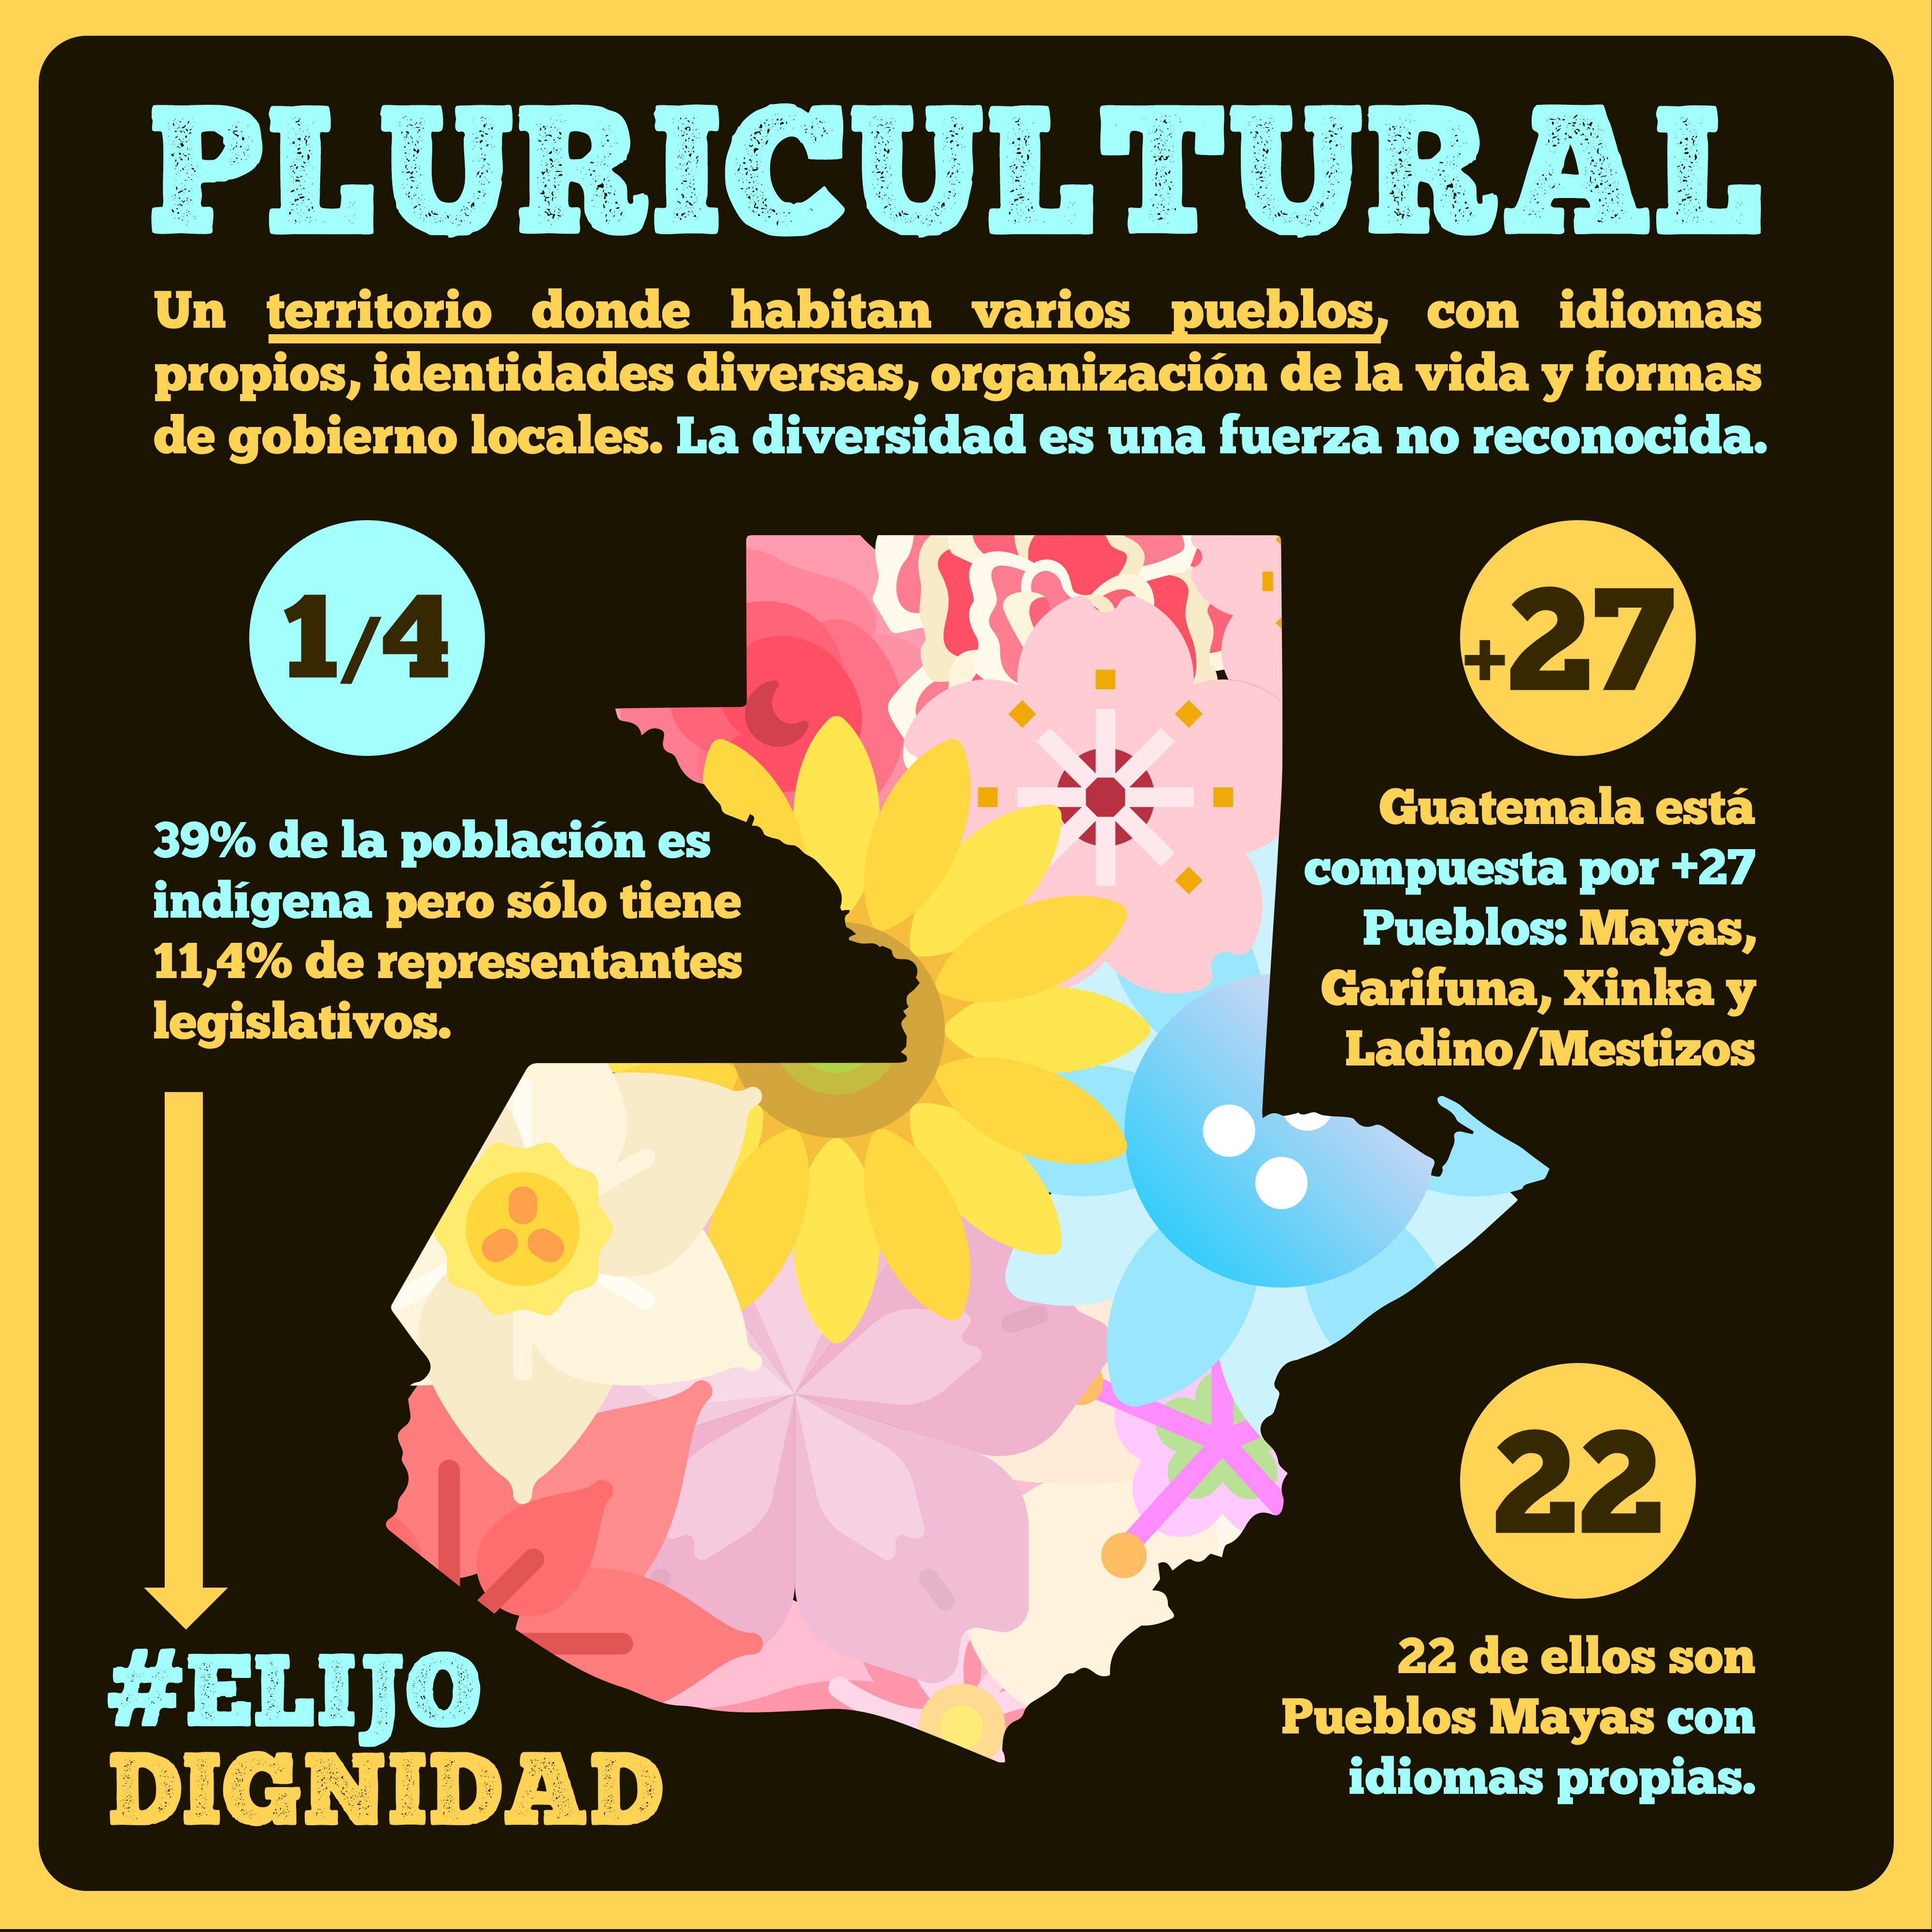 PLURICULTURAL
Un territorio donde habitan varios pueblos, con idiomas
propios, identidades diversas, organización de la vida y formas
de gobierno locales. La diversidad es una fuerza no reconocida.
1/4
39% de la población es
indígena pero sólo tiene
11,4% de representantes
legislativos.
#ELIJO
DIGNIDAD
+27
Guatemala está
compuesta por +27
Pueblos: Mayas,
Garifuna, Xinka y
Ladino/Mestizos
22
22 de ellos son
Pueblos Mayas con
idiomas propias.